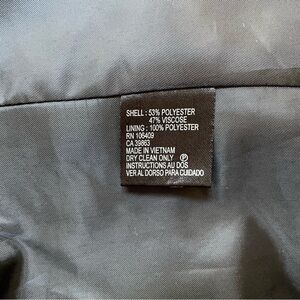 SHELL : 53% POLYESTER
47% VISCOSE
LINING : 100% POLYESTER
RN 106409
CA 39863
MADE IN VIETNAM
DRY CLEAN ONLY Ⓟ
INSTRUCTIONS AU DOS
VER AL DORSO PARA CUIDADO